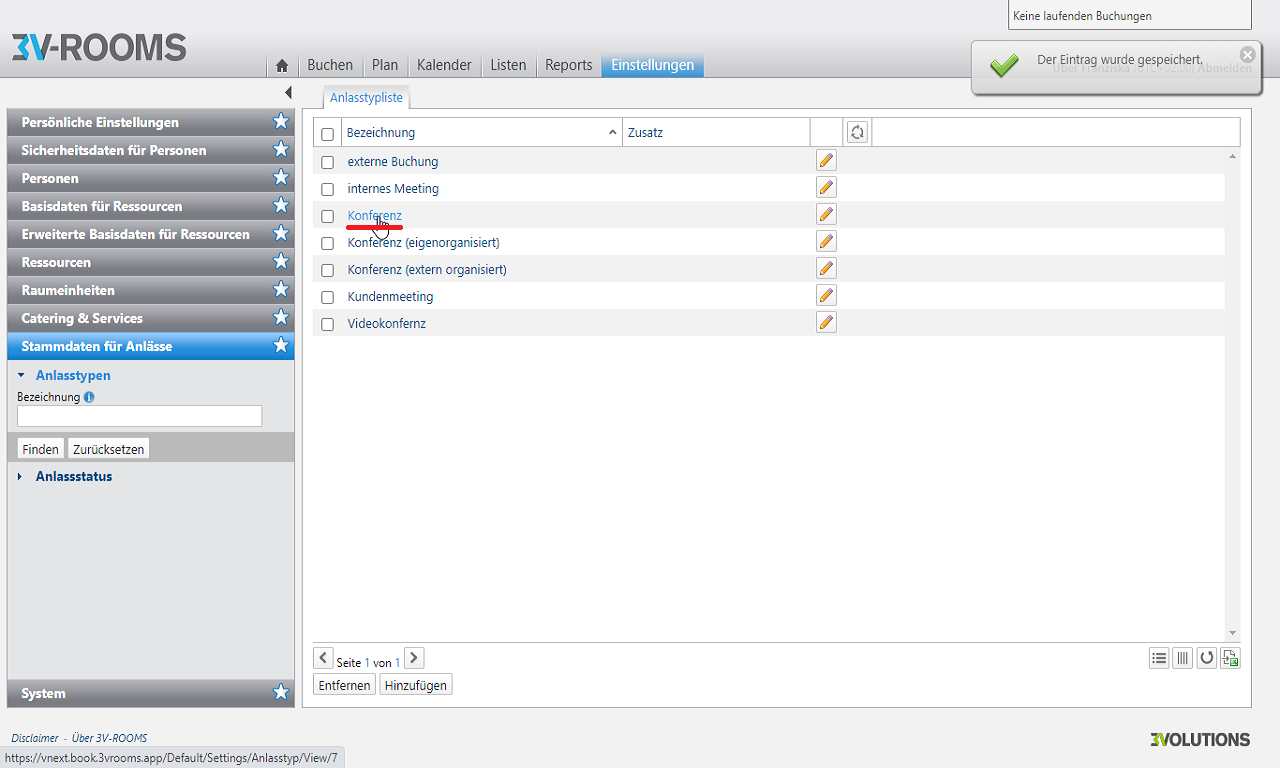 Keine laufenden Buchungen
3V-ROOMS
Buchen
Plan
Kalender
Listen
Reports
Einstellungen
Der Eintrag wurde gespeichert.
Über Franziska (UTC+02:00) Abmelden
Anlasstypliste
Persönliche Einstellungen
Sicherheitsdaten für Personen
Personen
Basisdaten für Ressourcen
Erweiterte Basisdaten für Ressourcen
Ressourcen
Raumeinheiten
Catering & Services
Stammdaten für Anlässe
Anlasstypen
Bezeichnung
Finden
Zurücksetzen
Anlassstatus
System
Bezeichnung
Zusatz
externe Buchung
internes Meeting
Konferenz
Konferenz (eigenorganisiert)
Konferenz (extern organisiert)
Kundenmeeting
Videokonfernz
Seite 1 von 1
Entfernen
Hinzufügen
Disclaimer - Über 3V-ROOMS
3VOLUTIONS
https://vnext.book.3vrooms.app/Default/Settings/Anlasstyp/View/7